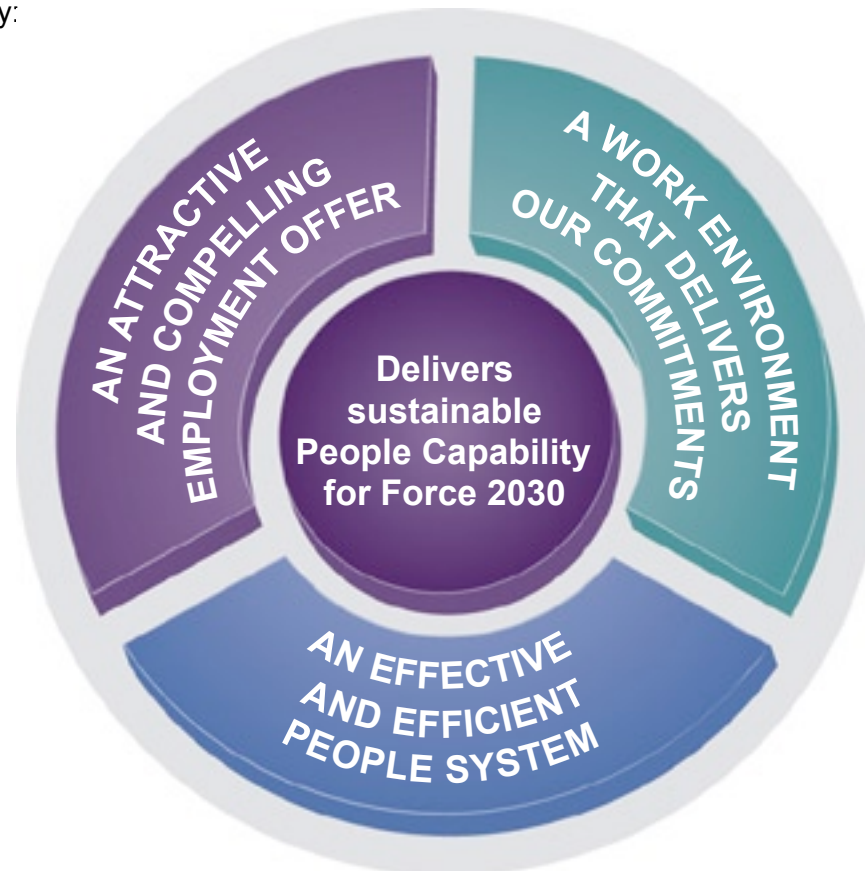 y:
AN ATTRACTIVE
AND COMPELLING
EMPLOYMENT OFFER
A WORK ENVIRONMENT
THAT DELIVERS
OUR COMMITMENTS
Delivers
sustainable
People Capability
for Force 2030
AN EFFECTIVE
AND EFFICIENT
PEOPLE SYSTEM